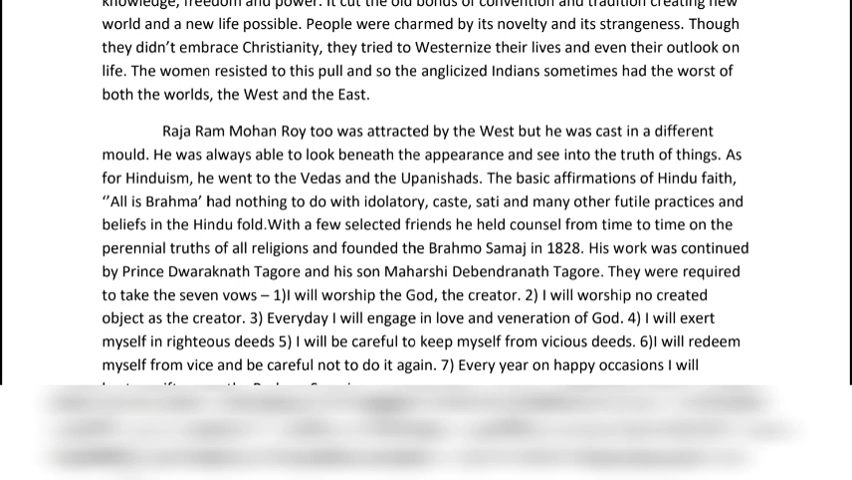 knowledge, freedom and power. It cut the old bonds of convention and tradition creating new
world and a new life possible. People were charmed by its novelty and its strangeness. Though
they didn’t embrace Christianity, they tried to Westernize their lives and even their outlook on
life. The women resisted to this pull and so the anglicized Indians sometimes had the worst of
both the worlds, the West and the East.
Raja Ram Mohan Roy too was attracted by the West but he was cast in a different
mould. He was always able to look beneath the appearance and see into the truth of things. As
for Hinduism, he went to the Vedas and the Upanishads. The basic affirmations of Hindu faith,
‘’All is Brahma’ had nothing to do with idolatory, caste, sati and many other futile practices and
beliefs in the Hindu fold.With a few selected friends he held counsel from time to time on the
perennial truths of all religions and founded the Brahmo Samaj in 1828. His work was continued
by Prince Dwaraknath Tagore and his son Maharshi Debendranath Tagore. They were required
to take the seven vows – 1)I will worship the God, the creator. 2) I will worship no created
object as the creator. 3) Everyday I will engage in love and veneration of God. 4) I will exert
myself in righteous deeds 5) I will be careful to keep myself from vicious deeds. 6)I will redeem
myself from vice and be careful not to do it again. 7) Every year on happy occasions I will